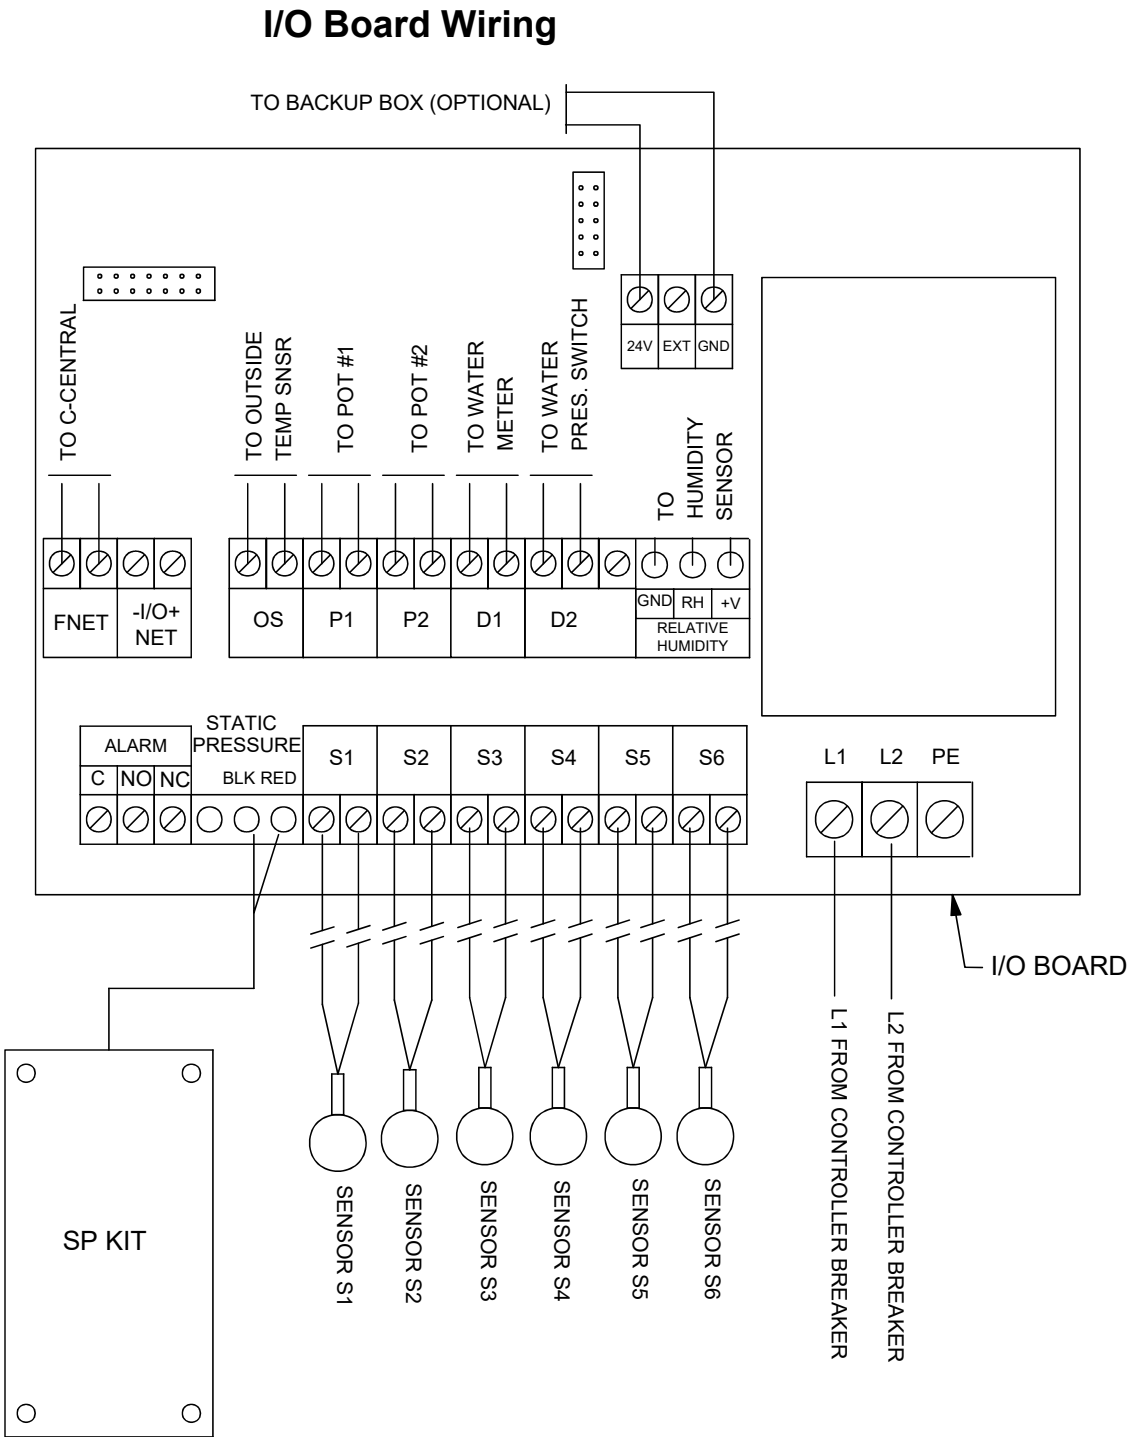 I/O Board Wiring
TO BACKUP BOX (OPTIONAL)
24V EXT GND
TO C-CENTRAL
TO OUTSIDE
TEMP SNSR
TO POT #1
TO POT #2
TO WATER
METER
TO WATER
PRES. SWITCH
TO
HUMIDITY
SENSOR
FNET
-I/O+
NET
OS
P1
P2
D1
D2
GND RH +V
RELATIVE
HUMIDITY
ALARM
C NO NC
STATIC
PRESSURE
BLK RED
S1
S2
S3
S4
S5
S6
L1 L2 PE
I/O BOARD
L1 FROM CONTROLLER BREAKER
L2 FROM CONTROLLER BREAKER
SENSOR S1
SENSOR S2
SENSOR S3
SENSOR S4
SENSOR S5
SENSOR S6
SP KIT